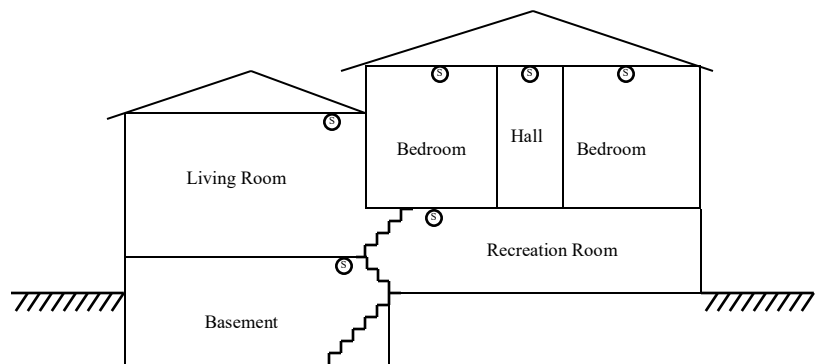 S
S
S
S
Hall
Bedroom
Bedroom
Living Room
S
Recreation Room
S
Basement